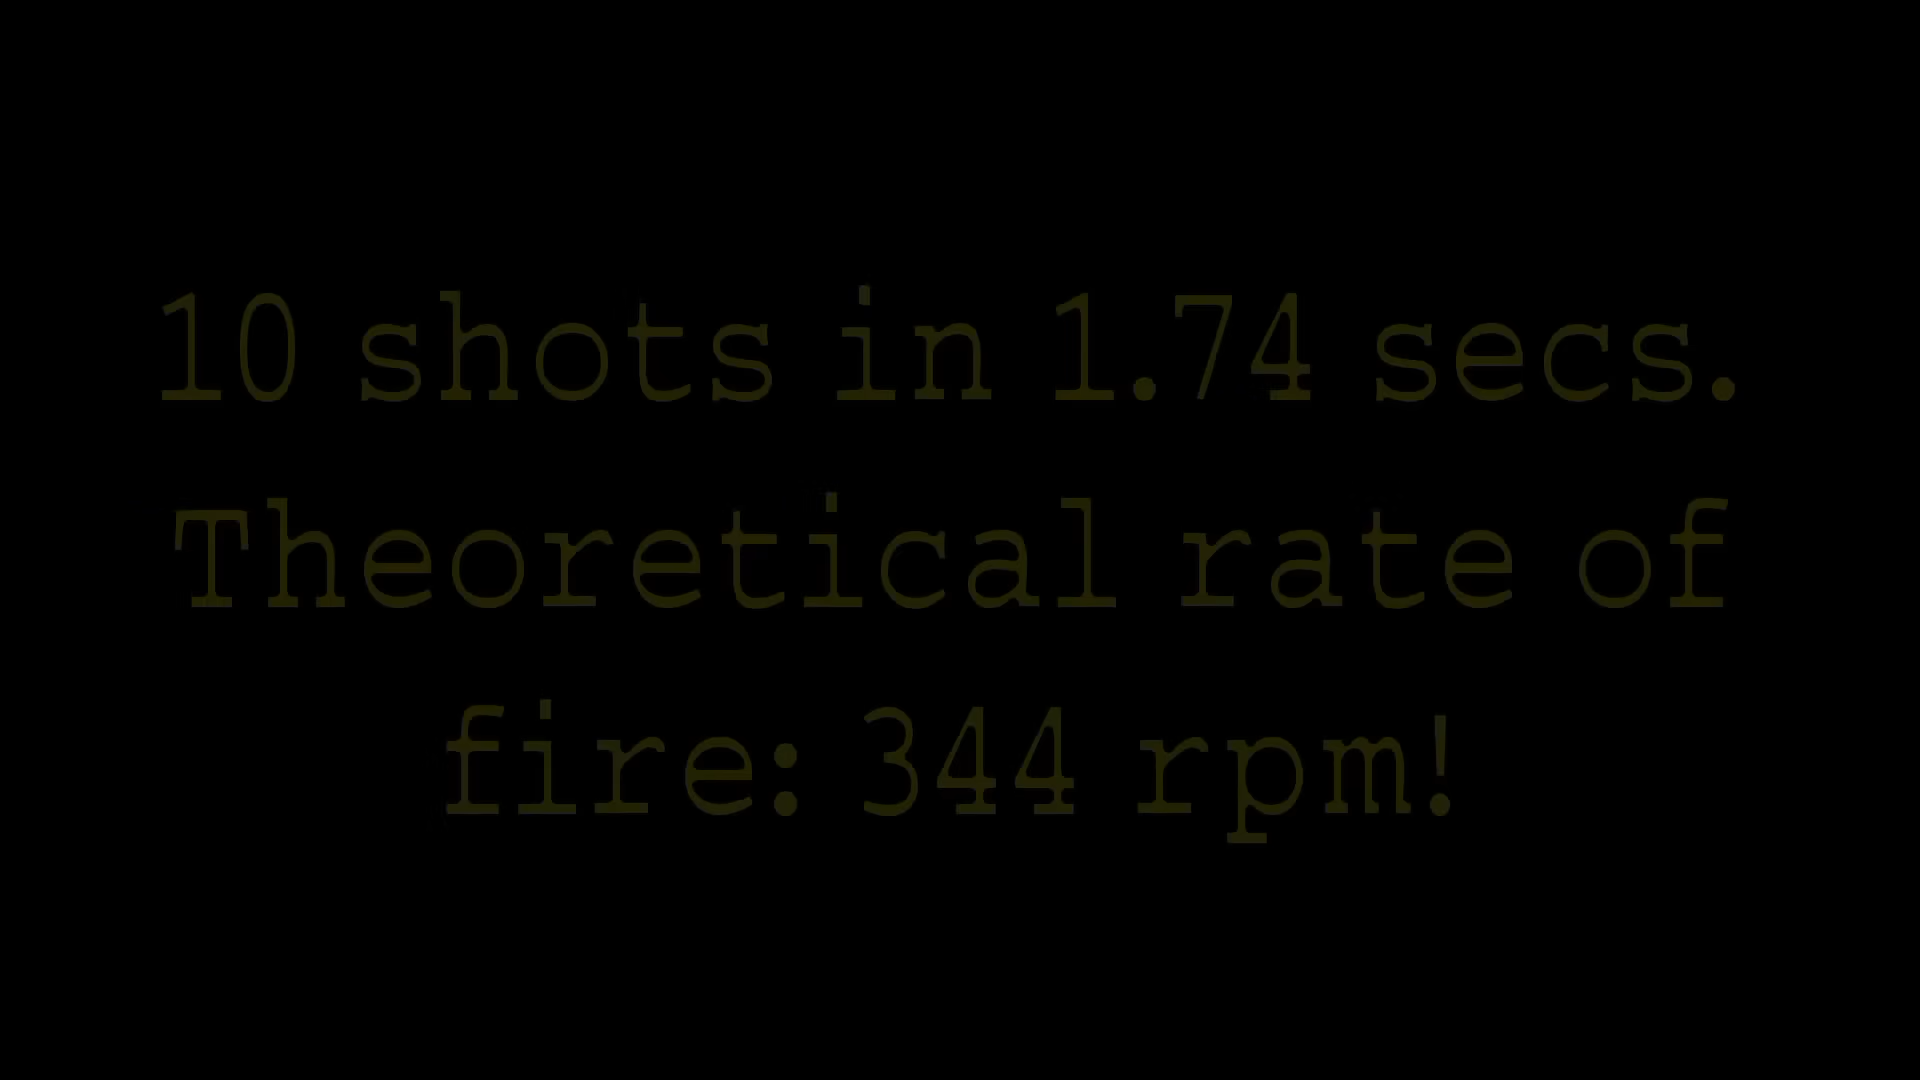 10 shots in 1.74 secs.
Theoretical rate of
fire: 344 rpm!